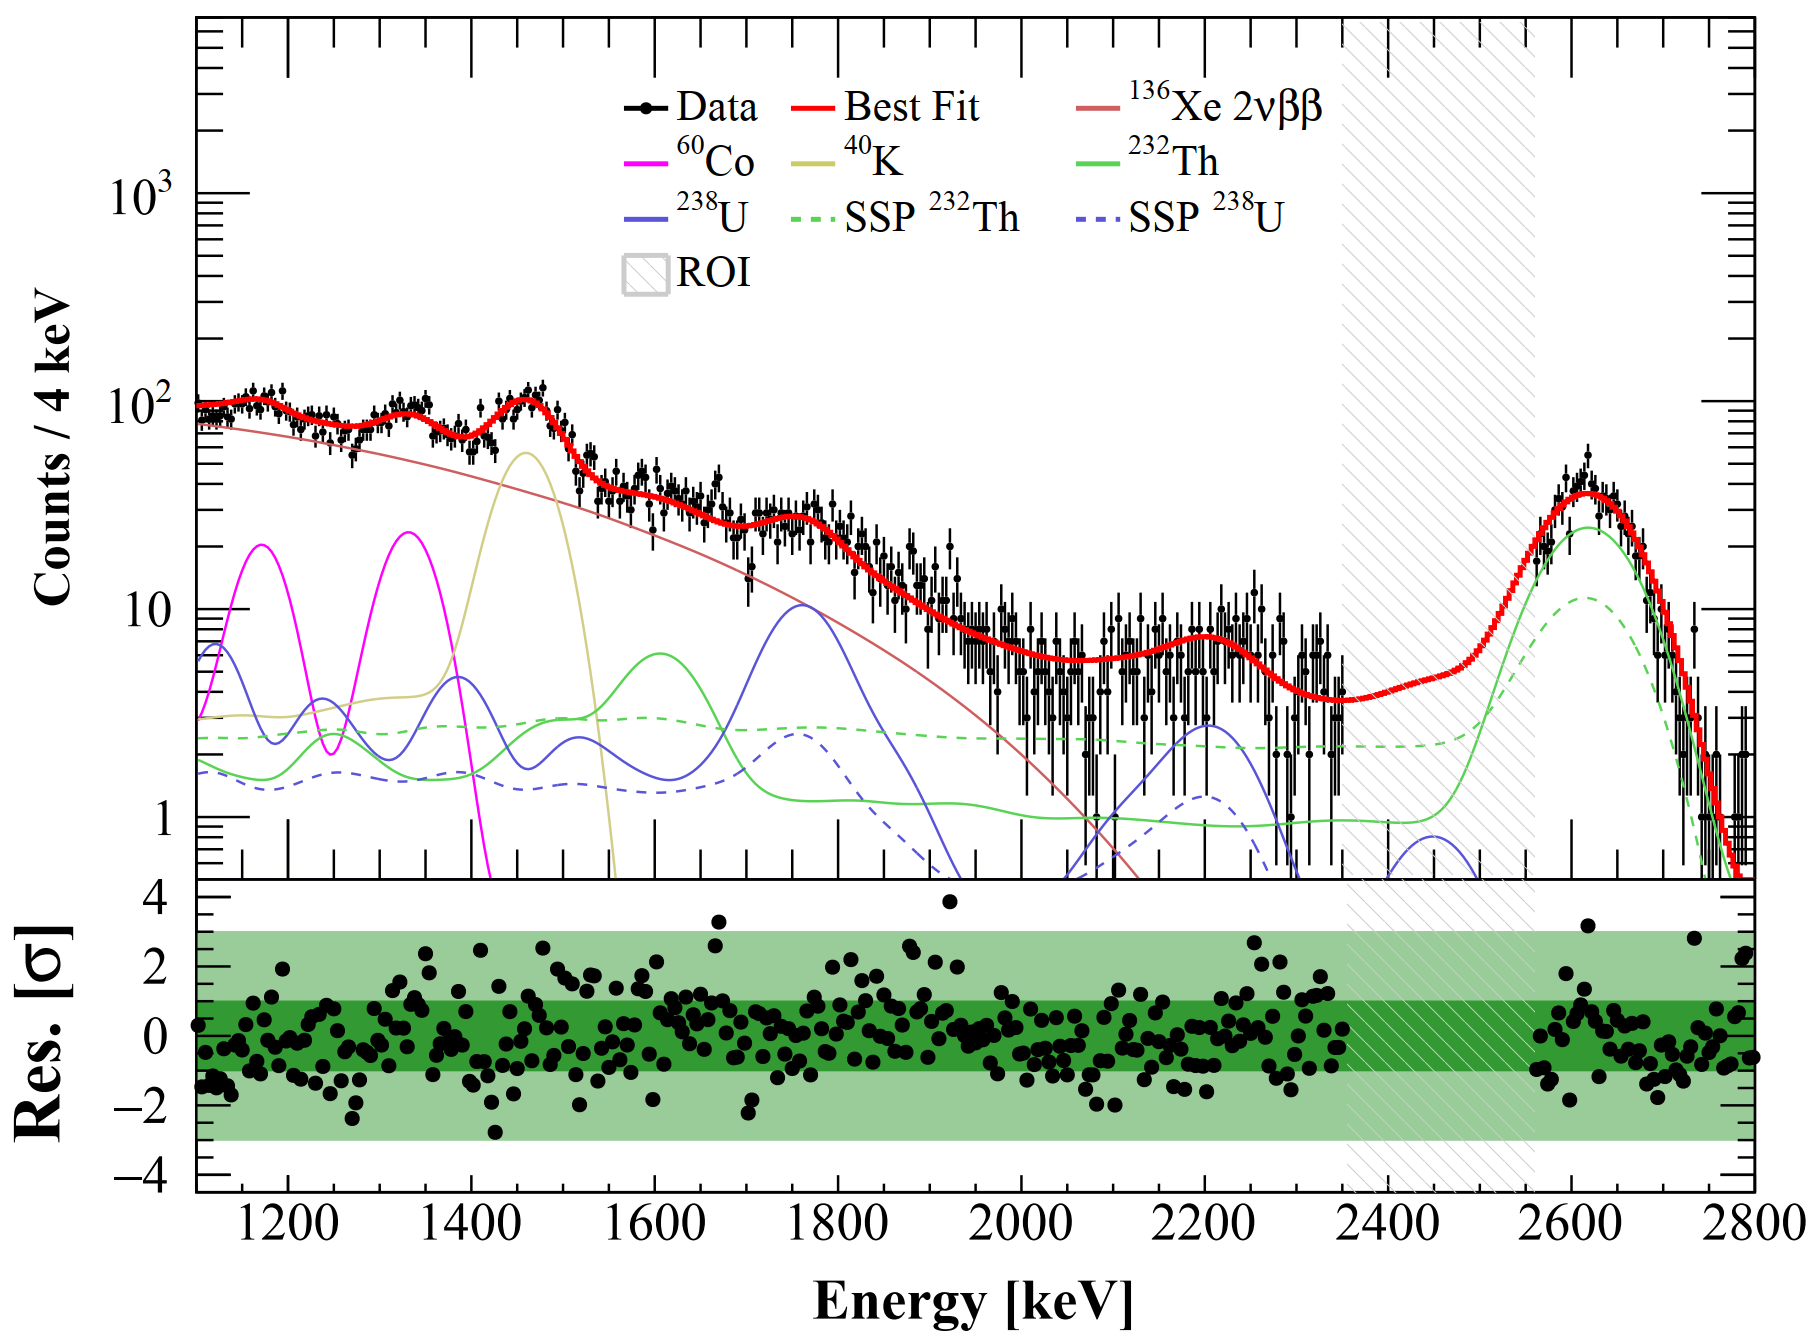 Data Best Fit ¹³⁶Xe 2νββ
⁶⁰Co ⁴⁰K ²³²Th
²³⁸U SSP ²³²Th SSP ²³⁸U
ROI
Counts / 4 keV
10³
10²
10
1
Res. [σ]
4
2
0
−2
−4
1200 1400 1600 1800 2000 2200 2400 2600 2800
Energy [keV]